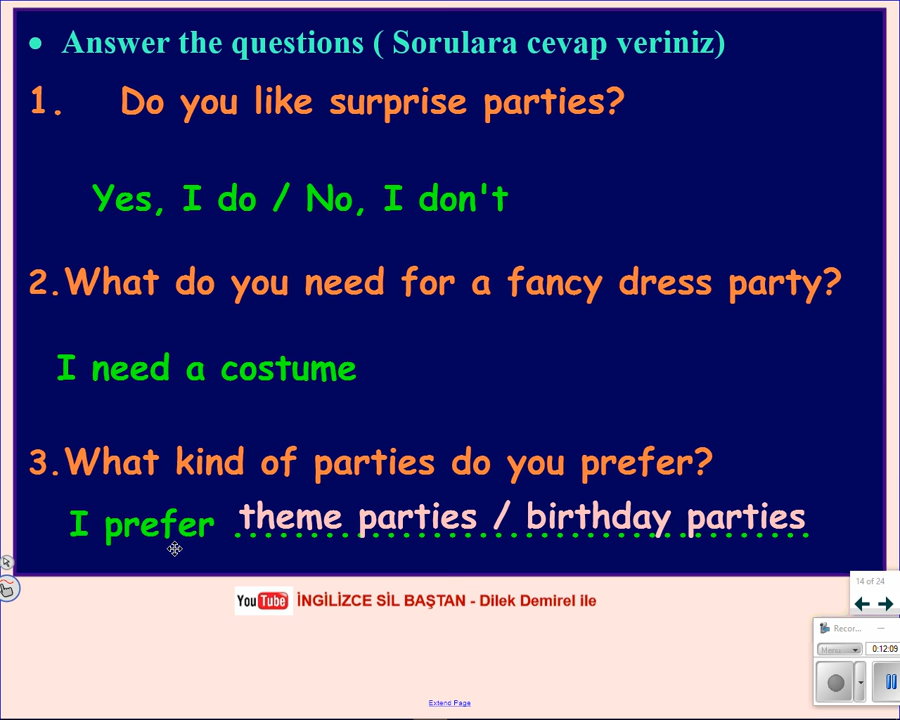 • Answer the questions ( Sorulara cevap veriniz)
1. Do you like surprise parties?
Yes, I do / No, I don't
2.What do you need for a fancy dress party?
I need a costume
3.What kind of parties do you prefer?
I prefer theme parties / birthday parties
YouTube İNGİLİZCE SİL BAŞTAN - Dilek Demirel ile
14 of 24
Recor...
Menu
0:12:09
Extend Page